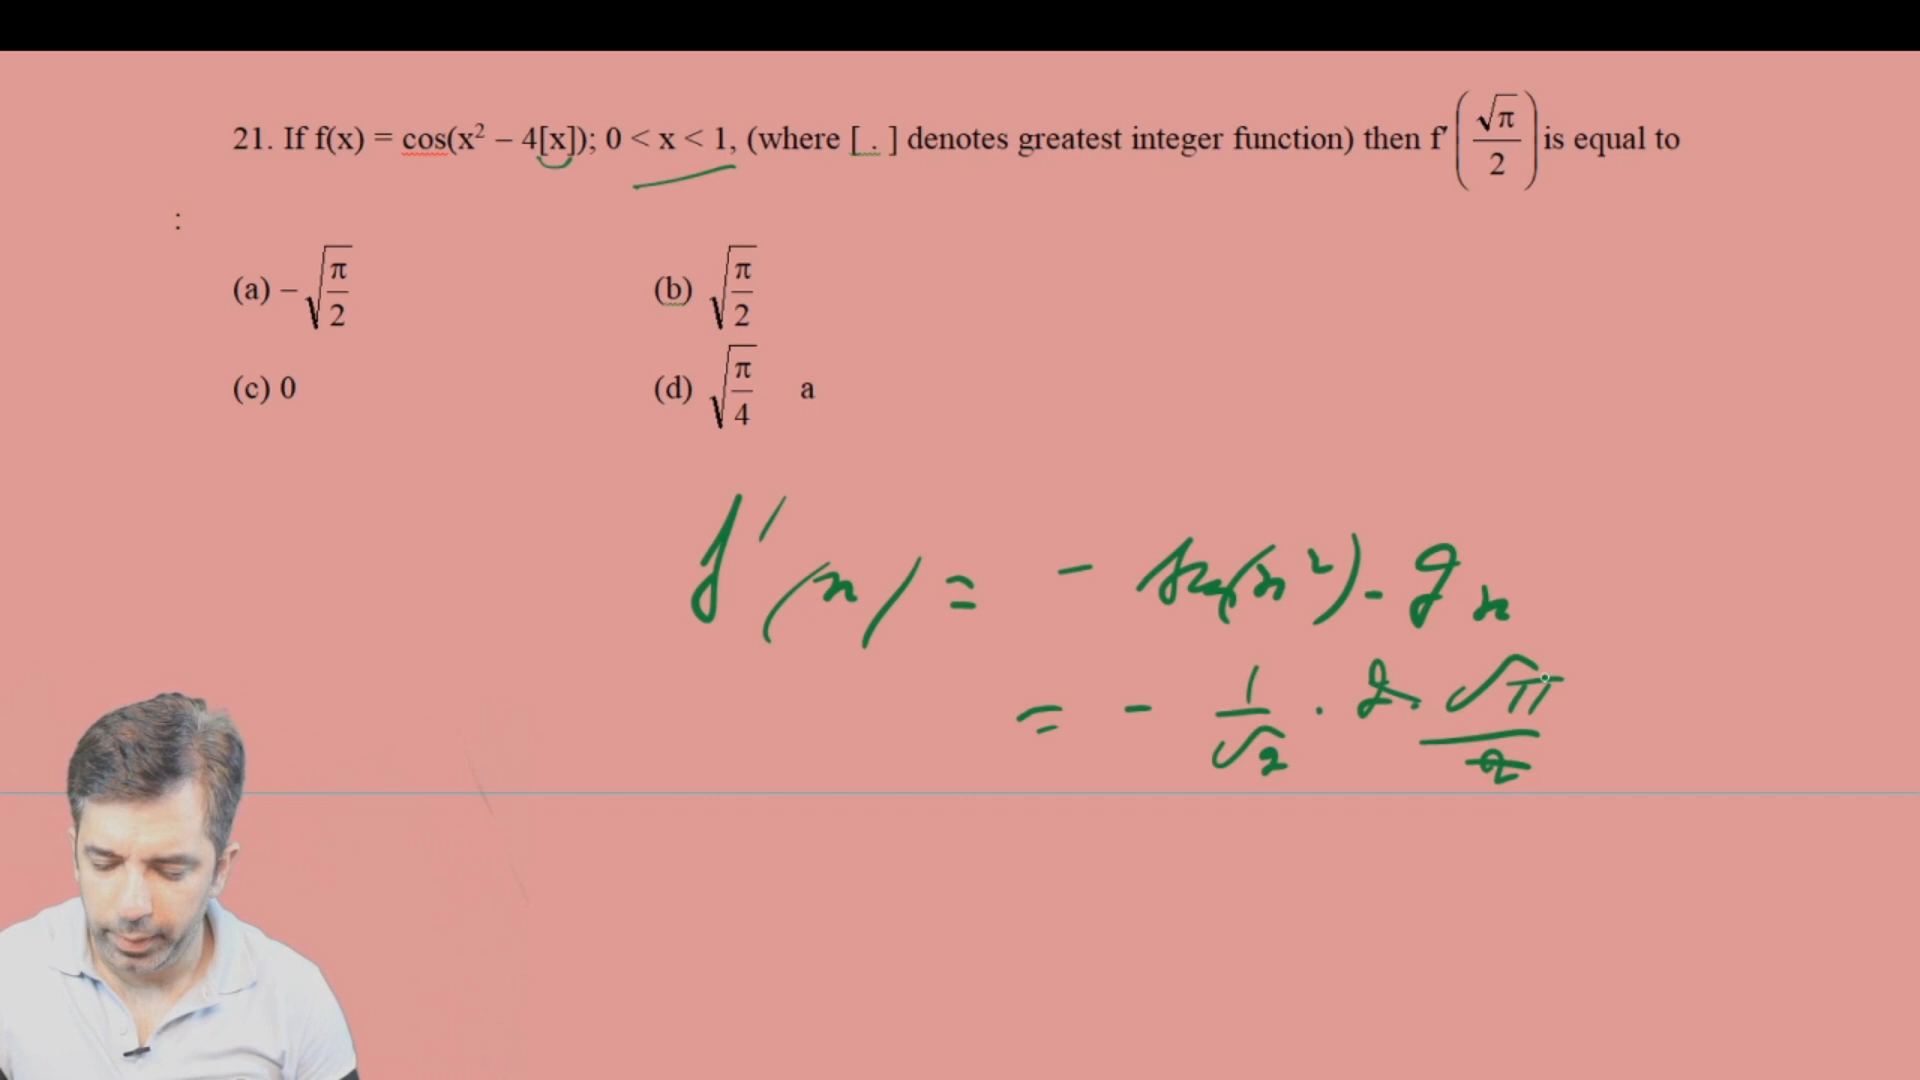 21. If f(x) = cos(x² – 4[x]); 0 < x < 1, (where [ . ] denotes greatest integer function) then f′(√π/2) is equal to
:
(a) –√(π/2) (b) √(π/2)
(c) 0 (d) √(π/4) a
f′(x) = - sin(x²) - 2x
= - 1/√2 · 2 · √π/2